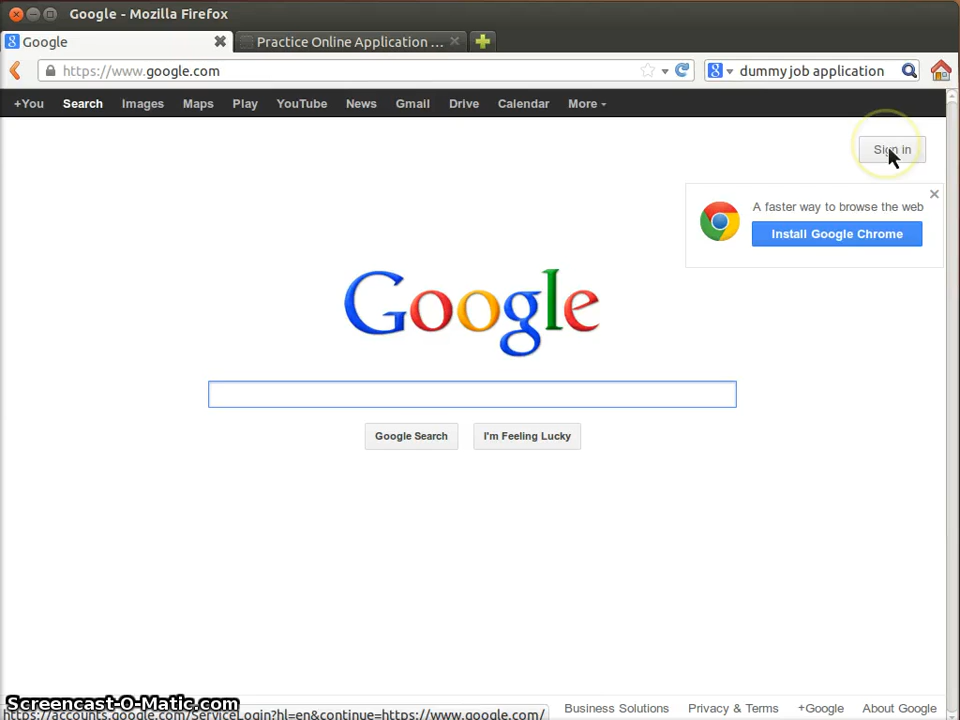 Google - Mozilla Firefox
Google
Practice Online Application ...
https://www.google.com
dummy job application
+You Search Images Maps Play YouTube News Gmail Drive Calendar More
Sign in
A faster way to browse the web
Install Google Chrome
Google
Google Search
I'm Feeling Lucky
Business Solutions Privacy & Terms +Google About Google
Screencast-O-Matic.com
https://accounts.google.com/ServiceLogin?hl=en&continue=https://www.google.com/